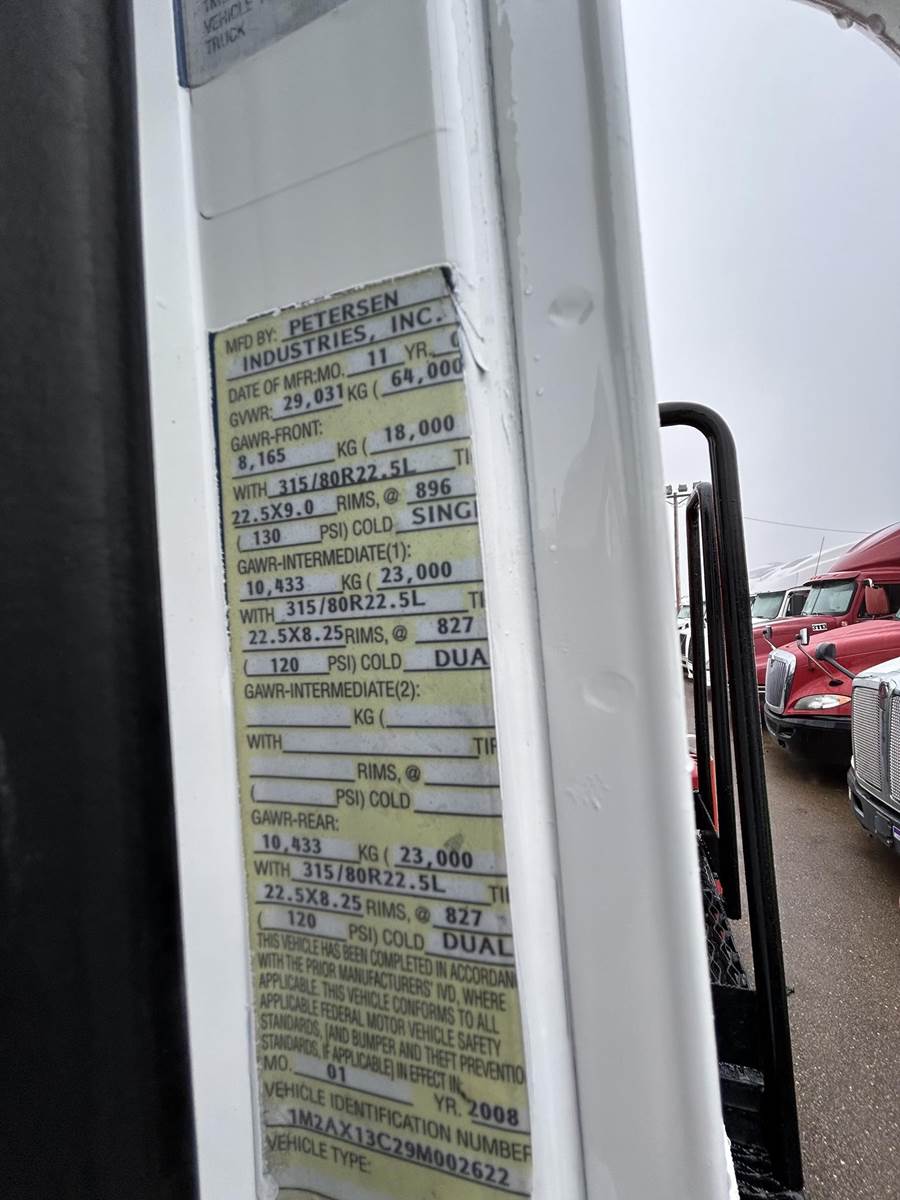 VEHICLE
TRUCK
MFD BY: PETERSEN
INDUSTRIES, INC.
DATE OF MFR:MO. 11 YR.
GVWR: 29,031 KG ( 64,000
GAWR-FRONT:
8,165 KG ( 18,000
WITH 315/80R22.5L TI
22.5X9.0 RIMS, @ 896
( 130 PSI) COLD SINGL
GAWR-INTERMEDIATE(1):
10,433 KG ( 23,000
WITH 315/80R22.5L TI
22.5X8.25 RIMS, @ 827
( 120 PSI) COLD DUA
GAWR-INTERMEDIATE(2):
KG (
WITH TIR
RIMS, @
( PSI) COLD
GAWR-REAR:
10,433 KG ( 23,000
WITH 315/80R22.5L TI
22.5X8.25 RIMS, @ 827
( 120 PSI) COLD DUAL
THIS VEHICLE HAS BEEN COMPLETED IN ACCORDAN
WITH THE PRIOR MANUFACTURERS' IVD, WHERE
APPLICABLE. THIS VEHICLE CONFORMS TO ALL
APPLICABLE FEDERAL MOTOR VEHICLE SAFETY
STANDARDS, [AND BUMPER AND THEFT PREVENTIO
STANDARDS, IF APPLICABLE] IN EFFECT IN:
MO. 01 YR. 2008
VEHICLE IDENTIFICATION NUMBER
1M2AX13C29M002622
VEHICLE TYPE: